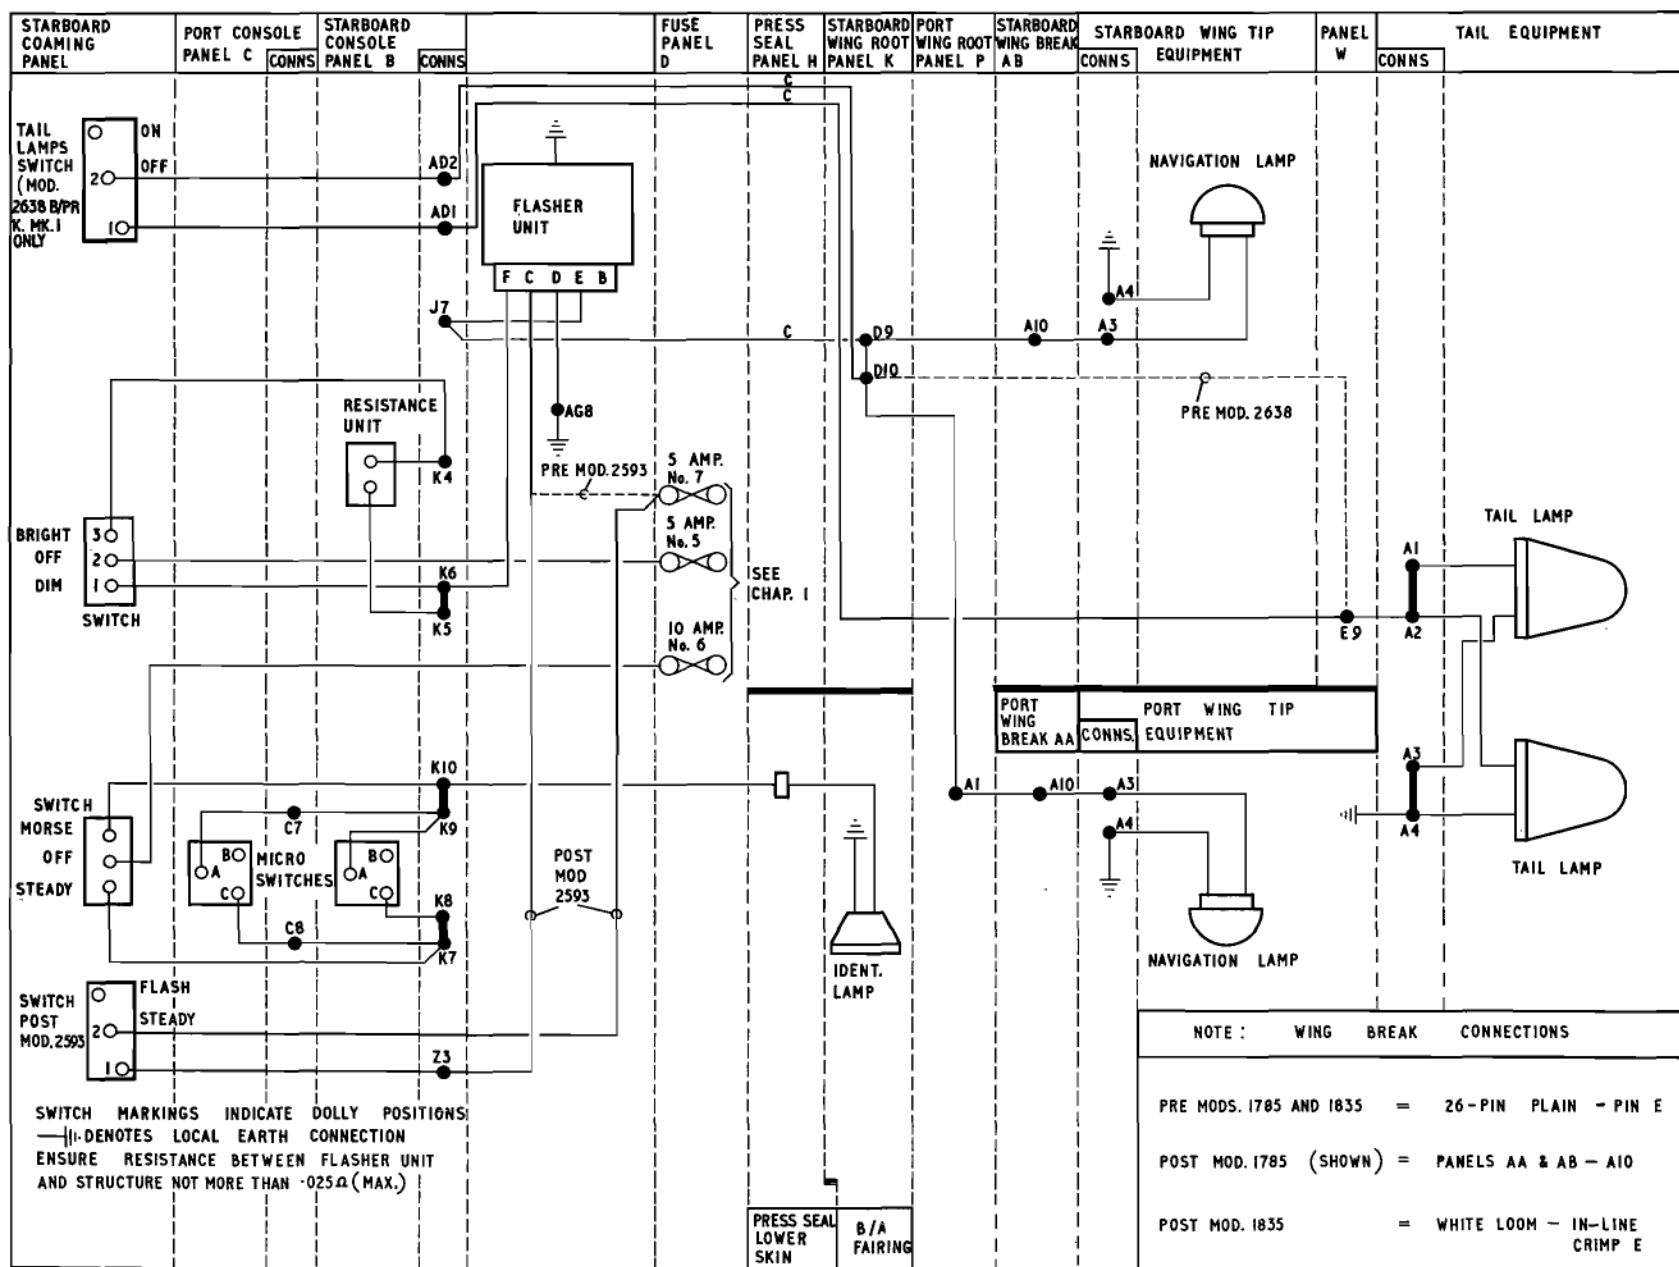 STARBOARD
COAMING
PANEL
PORT CONSOLE
PANEL C
CONNS
STARBOARD
CONSOLE
PANEL B
CONNS
FUSE
PANEL
D
PRESS
SEAL
PANEL H
STARBOARD
WING ROOT
PANEL K
PORT
WING ROOT
PANEL P
STARBOARD
WING BREAK
AB
STARBOARD WING TIP
EQUIPMENT
CONNS
PANEL
W
TAIL EQUIPMENT
CONNS
C
C
TAIL
LAMPS
SWITCH
(MOD.
2638 B/PR
K. MK.I
ONLY
ON
OFF
2
1
AD2
AD1
FLASHER
UNIT
F C D E B
NAVIGATION LAMP
A4
J7
C
D9
A10
A3
D10
PRE MOD. 2638
RESISTANCE
UNIT
K4
AG8
PRE MOD. 2593
5 AMP.
No. 7
5 AMP.
No. 5
10 AMP.
No. 6
SEE
CHAP. 1
BRIGHT
OFF
DIM
3
2
1
SWITCH
K6
K5
TAIL LAMP
A1
A2
E9
PORT
WING
BREAK AA
PORT WING TIP
EQUIPMENT
CONNS.
K10
K9
A1
A10
A3
A4
A3
A4
SWITCH
MORSE
OFF
STEADY
C7
B
A
C
MICRO
SWITCHES
B
A
C
C8
K8
K7
POST
MOD
2593
IDENT.
LAMP
NAVIGATION LAMP
TAIL LAMP
SWITCH
POST
MOD. 2593
FLASH
STEADY
2
1
Z3
SWITCH MARKINGS INDICATE DOLLY POSITIONS
DENOTES LOCAL EARTH CONNECTION
ENSURE RESISTANCE BETWEEN FLASHER UNIT
AND STRUCTURE NOT MORE THAN ·025Ω (MAX.)
PRESS SEAL
LOWER
SKIN
B/A
FAIRING
NOTE : WING BREAK CONNECTIONS
PRE MODS. 1785 AND 1835 = 26-PIN PLAIN - PIN E
POST MOD. 1785 (SHOWN) = PANELS AA & AB - A10
POST MOD. 1835 = WHITE LOOM - IN-LINE
CRIMP E